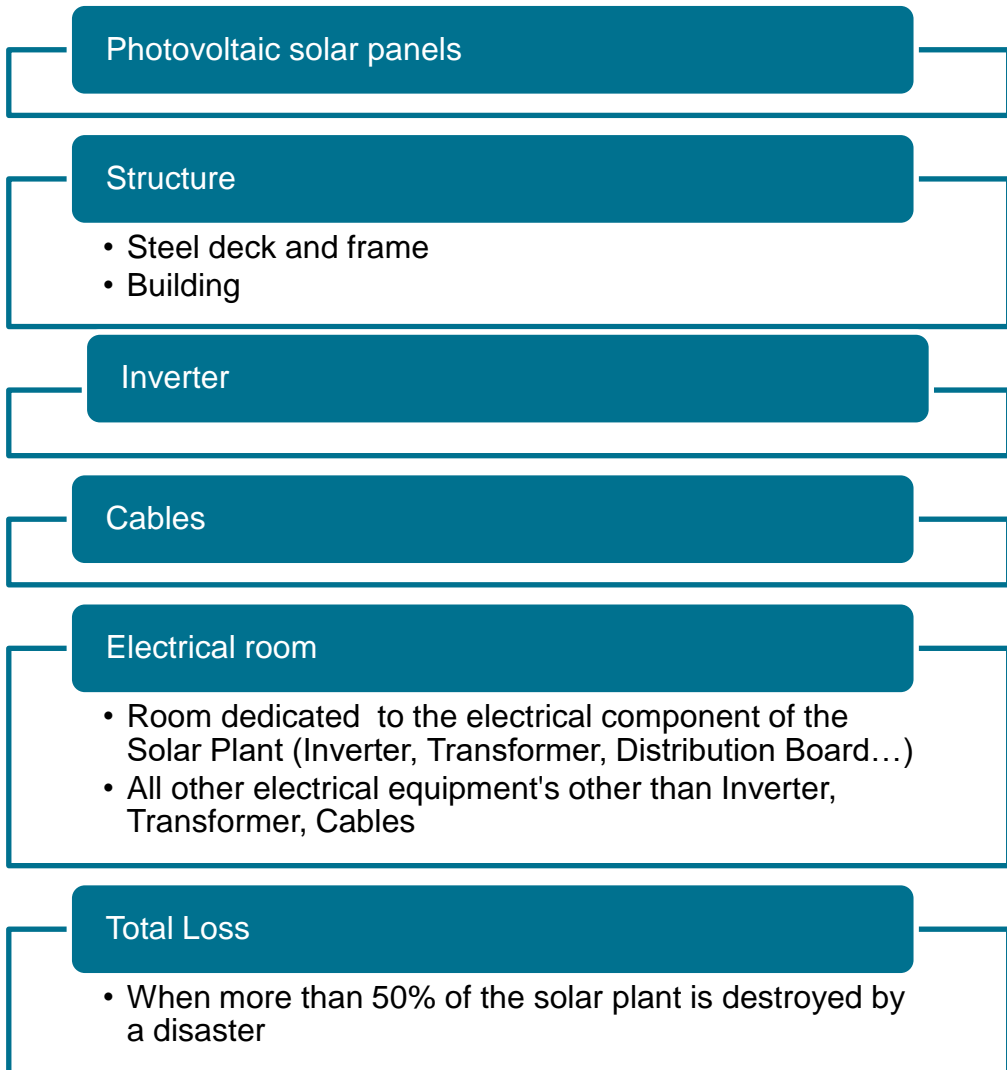 Photovoltaic solar panels
Structure
• Steel deck and frame
• Building
Inverter
Cables
Electrical room
• Room dedicated  to the electrical component of the
Solar Plant (Inverter, Transformer, Distribution Board…)
• All other electrical equipment's other than Inverter,
Transformer, Cables
Total Loss
• When more than 50% of the solar plant is destroyed by
a disaster